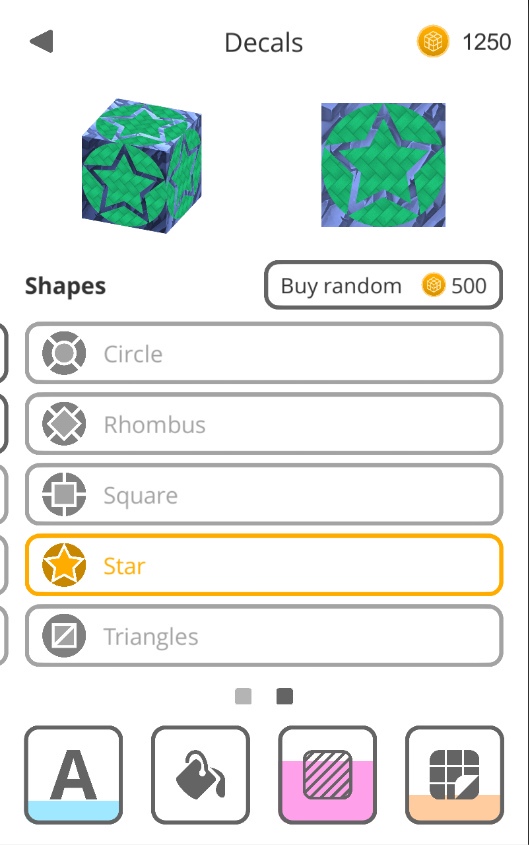 Decals
1250
Shapes
Buy random 500
Circle
Rhombus
Square
Star
Triangles
A